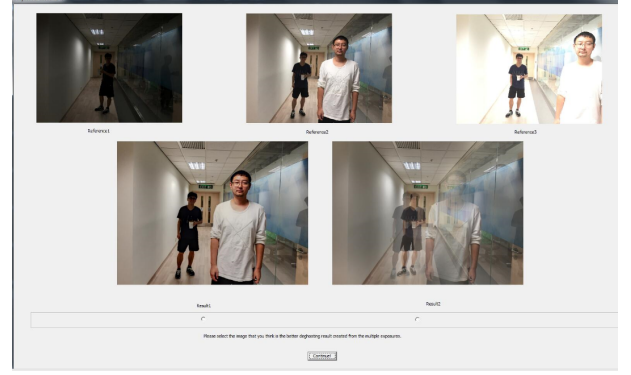 Reference1
Reference2
Reference3
Result1
Result2
Please select the image that you think is the better deghosting result created from the multiple exposures.
Continue!